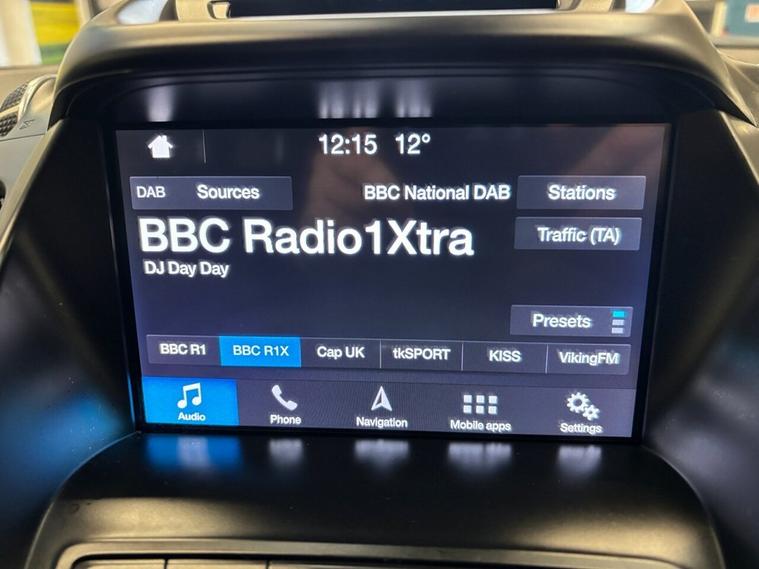 12:15 12°
DAB Sources BBC National DAB Stations
BBC Radio1Xtra Traffic (TA)
DJ Day Day
Presets
BBC R1 BBC R1X Cap UK tkSPORT KISS VikingFM
Audio Phone Navigation Mobile apps Settings